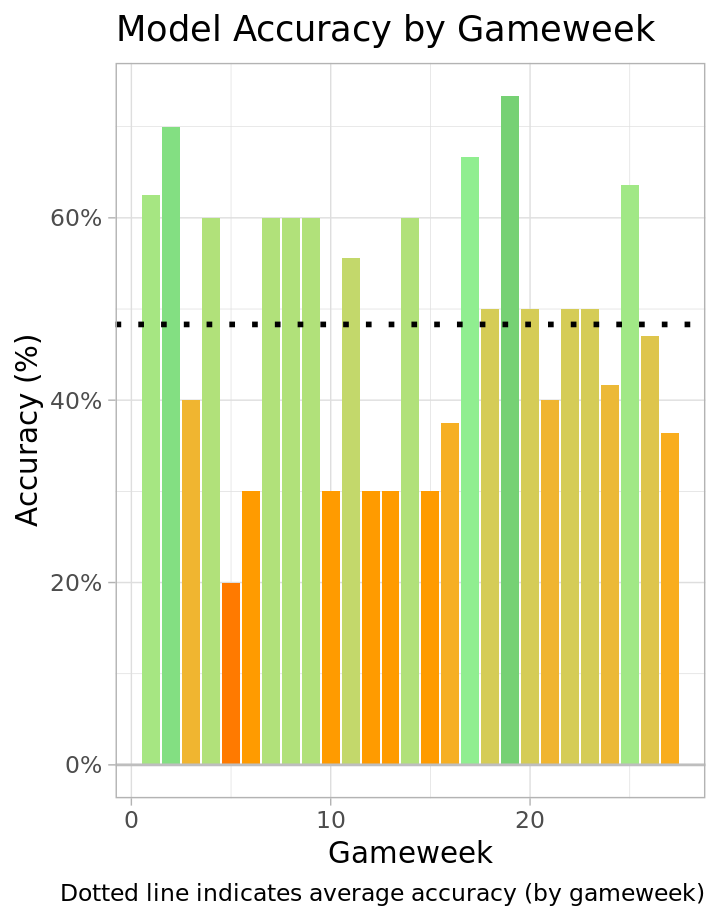 Model Accuracy by Gameweek
Accuracy (%)
60%
40%
20%
0%
0 10 20
Gameweek
Dotted line indicates average accuracy (by gameweek)